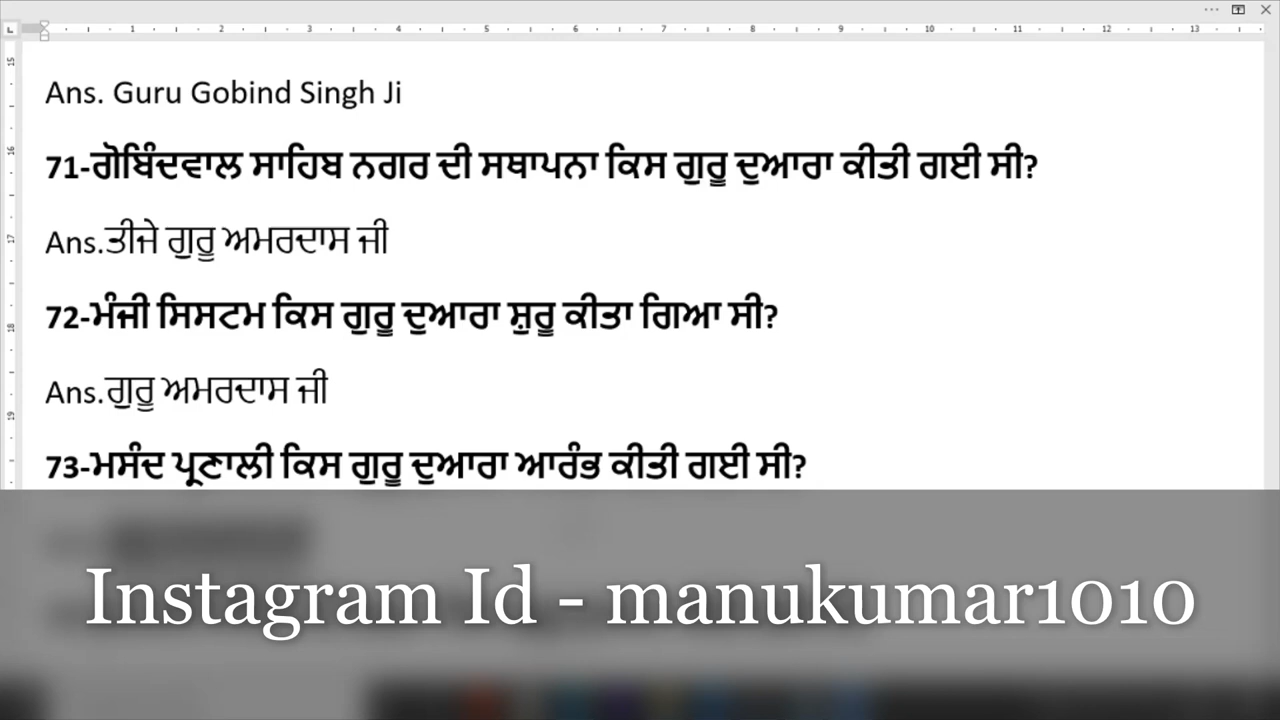 Ans. Guru Gobind Singh Ji
71-ਗੋਬਿੰਦਵਾਲ ਸਾਹਿਬ ਨਗਰ ਦੀ ਸਥਾਪਨਾ ਕਿਸ ਗੁਰੂ ਦੁਆਰਾ ਕੀਤੀ ਗਈ ਸੀ?
Ans.ਤੀਜੇ ਗੁਰੂ ਅਮਰਦਾਸ ਜੀ
72-ਮੰਜੀ ਸਿਸਟਮ ਕਿਸ ਗੁਰੂ ਦੁਆਰਾ ਸ਼ੁਰੂ ਕੀਤਾ ਗਿਆ ਸੀ?
Ans.ਗੁਰੂ ਅਮਰਦਾਸ ਜੀ
73-ਮਸੰਦ ਪ੍ਰਣਾਲੀ ਕਿਸ ਗੁਰੂ ਦੁਆਰਾ ਆਰੰਭ ਕੀਤੀ ਗਈ ਸੀ?
Instagram Id - manukumar1010